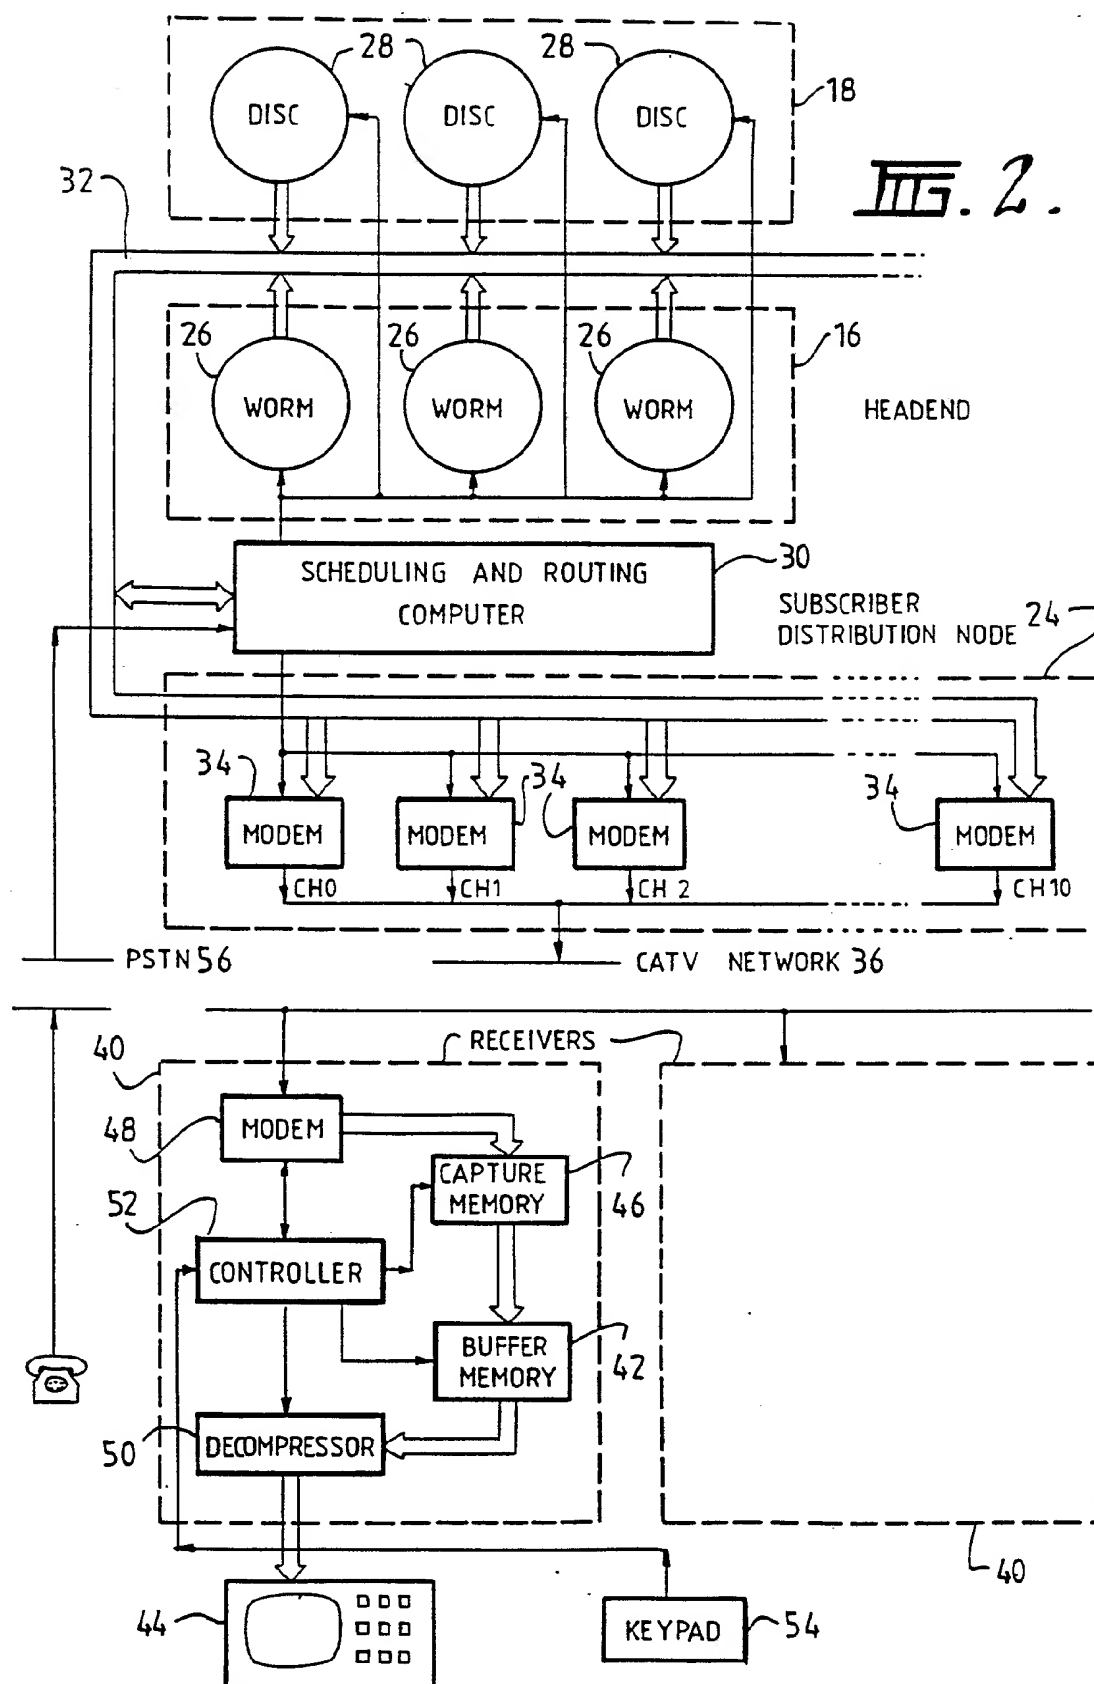 28
28
18
DISC
DISC
DISC
FIG. 2.
32
26
26
26
16
WORM
WORM
WORM
HEADEND
SCHEDULING AND ROUTING
COMPUTER
30
SUBSCRIBER
DISTRIBUTION NODE
24
34
34
34
34
MODEM
MODEM
MODEM
MODEM
CH0
CH1
CH2
CH10
PSTN 56
CATV NETWORK 36
40
RECEIVERS
48
MODEM
CAPTURE
MEMORY
46
52
CONTROLLER
BUFFER
MEMORY
42
50
DECOMPRESSOR
40
44
KEYPAD
54